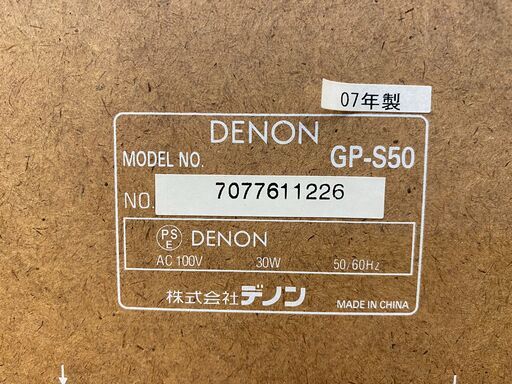 07年製
DENON
MODEL NO. GP-S50
NO. 7077611226
PSE DENON
AC 100V 30W 50/60Hz
株式会社デノン MADE IN CHINA